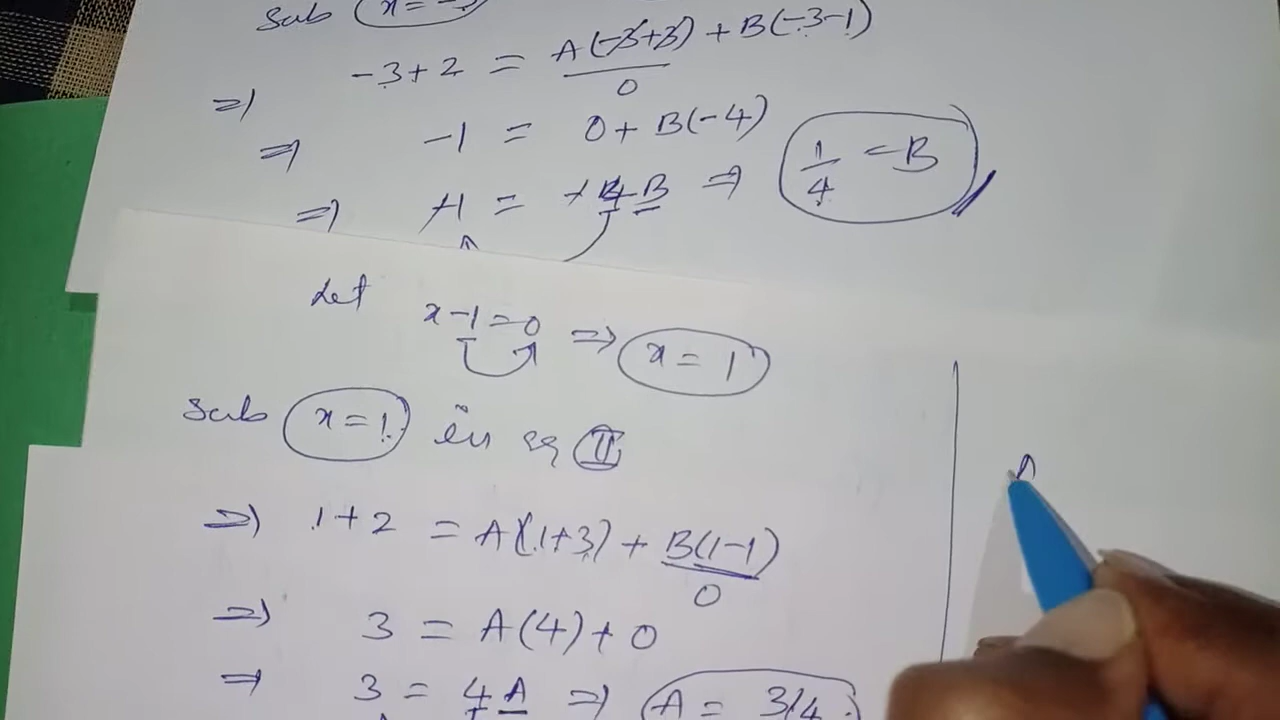 Sub x = -3
⇒ -3+2 = A(-3+3) + B(-3-1)
0
⇒ -1 = 0 + B(-4)
⇒ -1 = -4B ⇒ 1/4 = B
Let x-1=0 ⇒ x = 1
Sub x=1 in eq II
⇒ 1+2 = A(1+3) + B(1-1)
0
⇒ 3 = A(4) + 0
⇒ 3 = 4A ⇒ A = 3/4